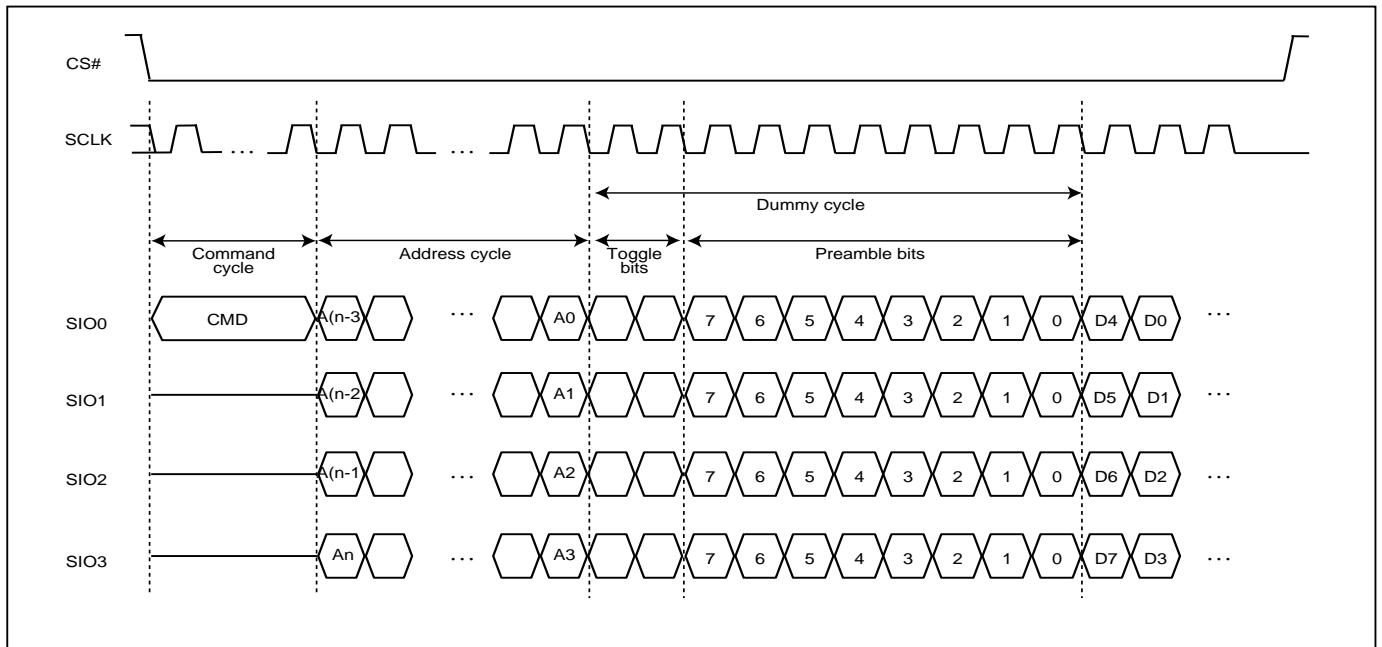 CS#
SCLK
…
…
Dummy cycle
Command cycle
Address cycle
Toggle bits
Preamble bits
SIO0
CMD
A(n-3)
…
A0
7 6 5 4 3 2 1 0
D4 D0
…
SIO1
A(n-2)
…
A1
7 6 5 4 3 2 1 0
D5 D1
…
SIO2
A(n-1)
…
A2
7 6 5 4 3 2 1 0
D6 D2
…
SIO3
An
…
A3
7 6 5 4 3 2 1 0
D7 D3
…